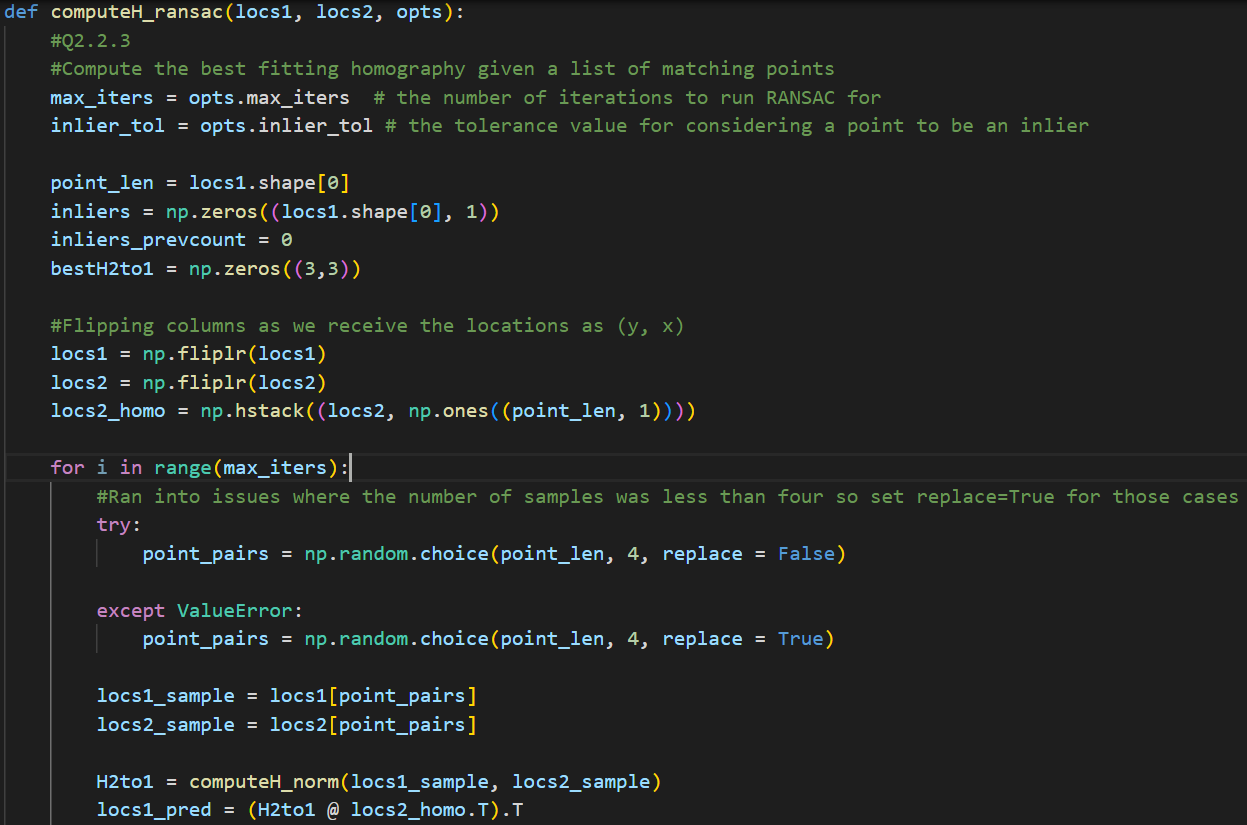 def computeH_ransac(locs1, locs2, opts):
    #Q2.2.3
    #Compute the best fitting homography given a list of matching points
    max_iters = opts.max_iters  # the number of iterations to run RANSAC for
    inlier_tol = opts.inlier_tol # the tolerance value for considering a point to be an inlier
    point_len = locs1.shape[0]
    inliers = np.zeros((locs1.shape[0], 1))
    inliers_prevcount = 0
    bestH2to1 = np.zeros((3,3))
    #Flipping columns as we receive the locations as (y, x)
    locs1 = np.fliplr(locs1)
    locs2 = np.fliplr(locs2)
    locs2_homo = np.hstack((locs2, np.ones((point_len, 1))))
    for i in range(max_iters):
        #Ran into issues where the number of samples was less than four so set replace=True for those cases
        try:
            point_pairs = np.random.choice(point_len, 4, replace = False)
        except ValueError:
            point_pairs = np.random.choice(point_len, 4, replace = True)
        locs1_sample = locs1[point_pairs]
        locs2_sample = locs2[point_pairs]
        H2to1 = computeH_norm(locs1_sample, locs2_sample)
        locs1_pred = (H2to1 @ locs2_homo.T).T